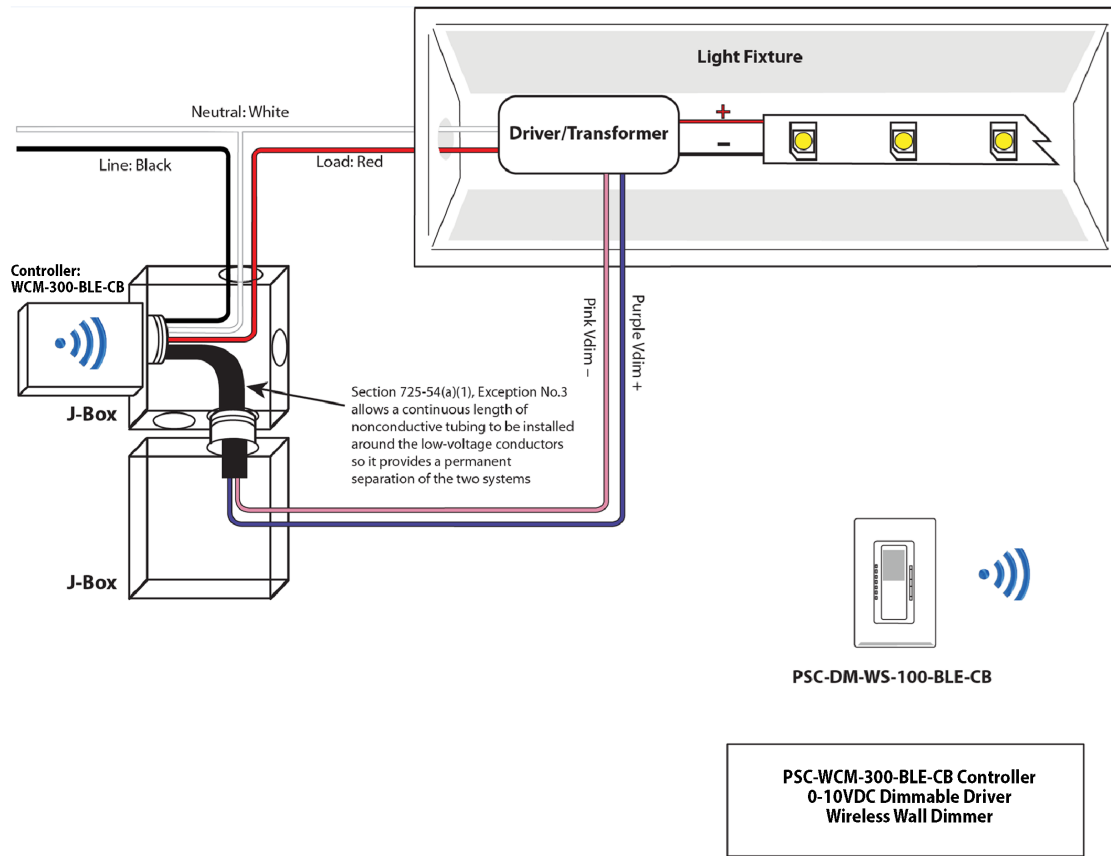 Light Fixture
Neutral: White
Driver/Transformer
+
–
Line: Black
Load: Red
Controller:
WCM-300-BLE-CB
Pink Vdim –
Purple Vdim +
J-Box
Section 725-54(a)(1), Exception No.3
allows a continuous length of
nonconductive tubing to be installed
around the low-voltage conductors
so it provides a permanent
separation of the two systems
J-Box
PSC-DM-WS-100-BLE-CB
PSC-WCM-300-BLE-CB Controller
0-10VDC Dimmable Driver
Wireless Wall Dimmer